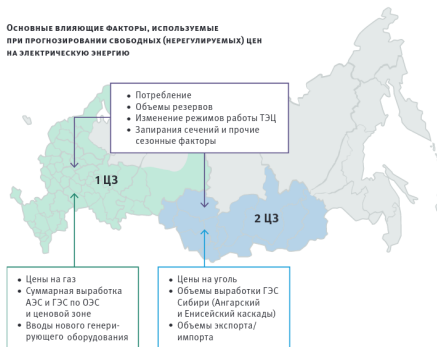 Основные влияющие факторы, используемые
при прогнозировании свободных (нерегулируемых) цен
на электрическую энергию
• Потребление
• Объемы резервов
• Изменение режимов работы ТЭЦ
• Запирания сечений и прочие
сезонные факторы
1 ЦЗ
2 ЦЗ
• Цены на газ
• Суммарная выработка
АЭС и ГЭС по ОЭС
и ценовой зоне
• Вводы нового генери-
рующего оборудования
• Цены на уголь
• Объемы выработки ГЭС
Сибири (Ангарский
и Енисейский каскады)
• Объемы экспорта/
импорта